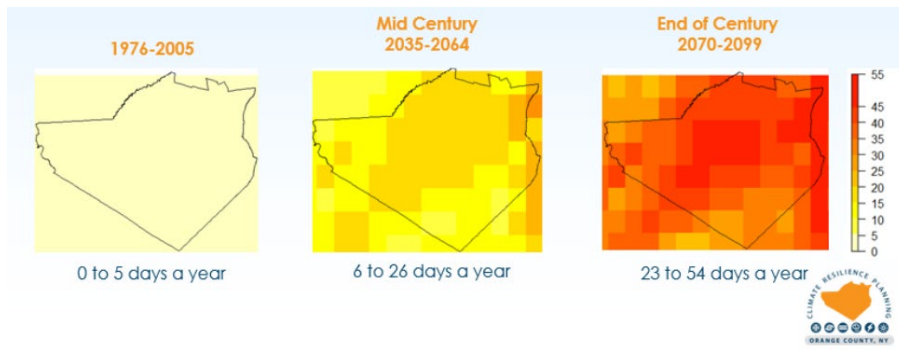 1976-2005
Mid Century
2035-2064
End of Century
2070-2099
55
45
40
35
30
25
20
15
10
5
0
0 to 5 days a year
6 to 26 days a year
23 to 54 days a year
CLIMATE RESILIENCE PLANNING
ORANGE COUNTY, NY